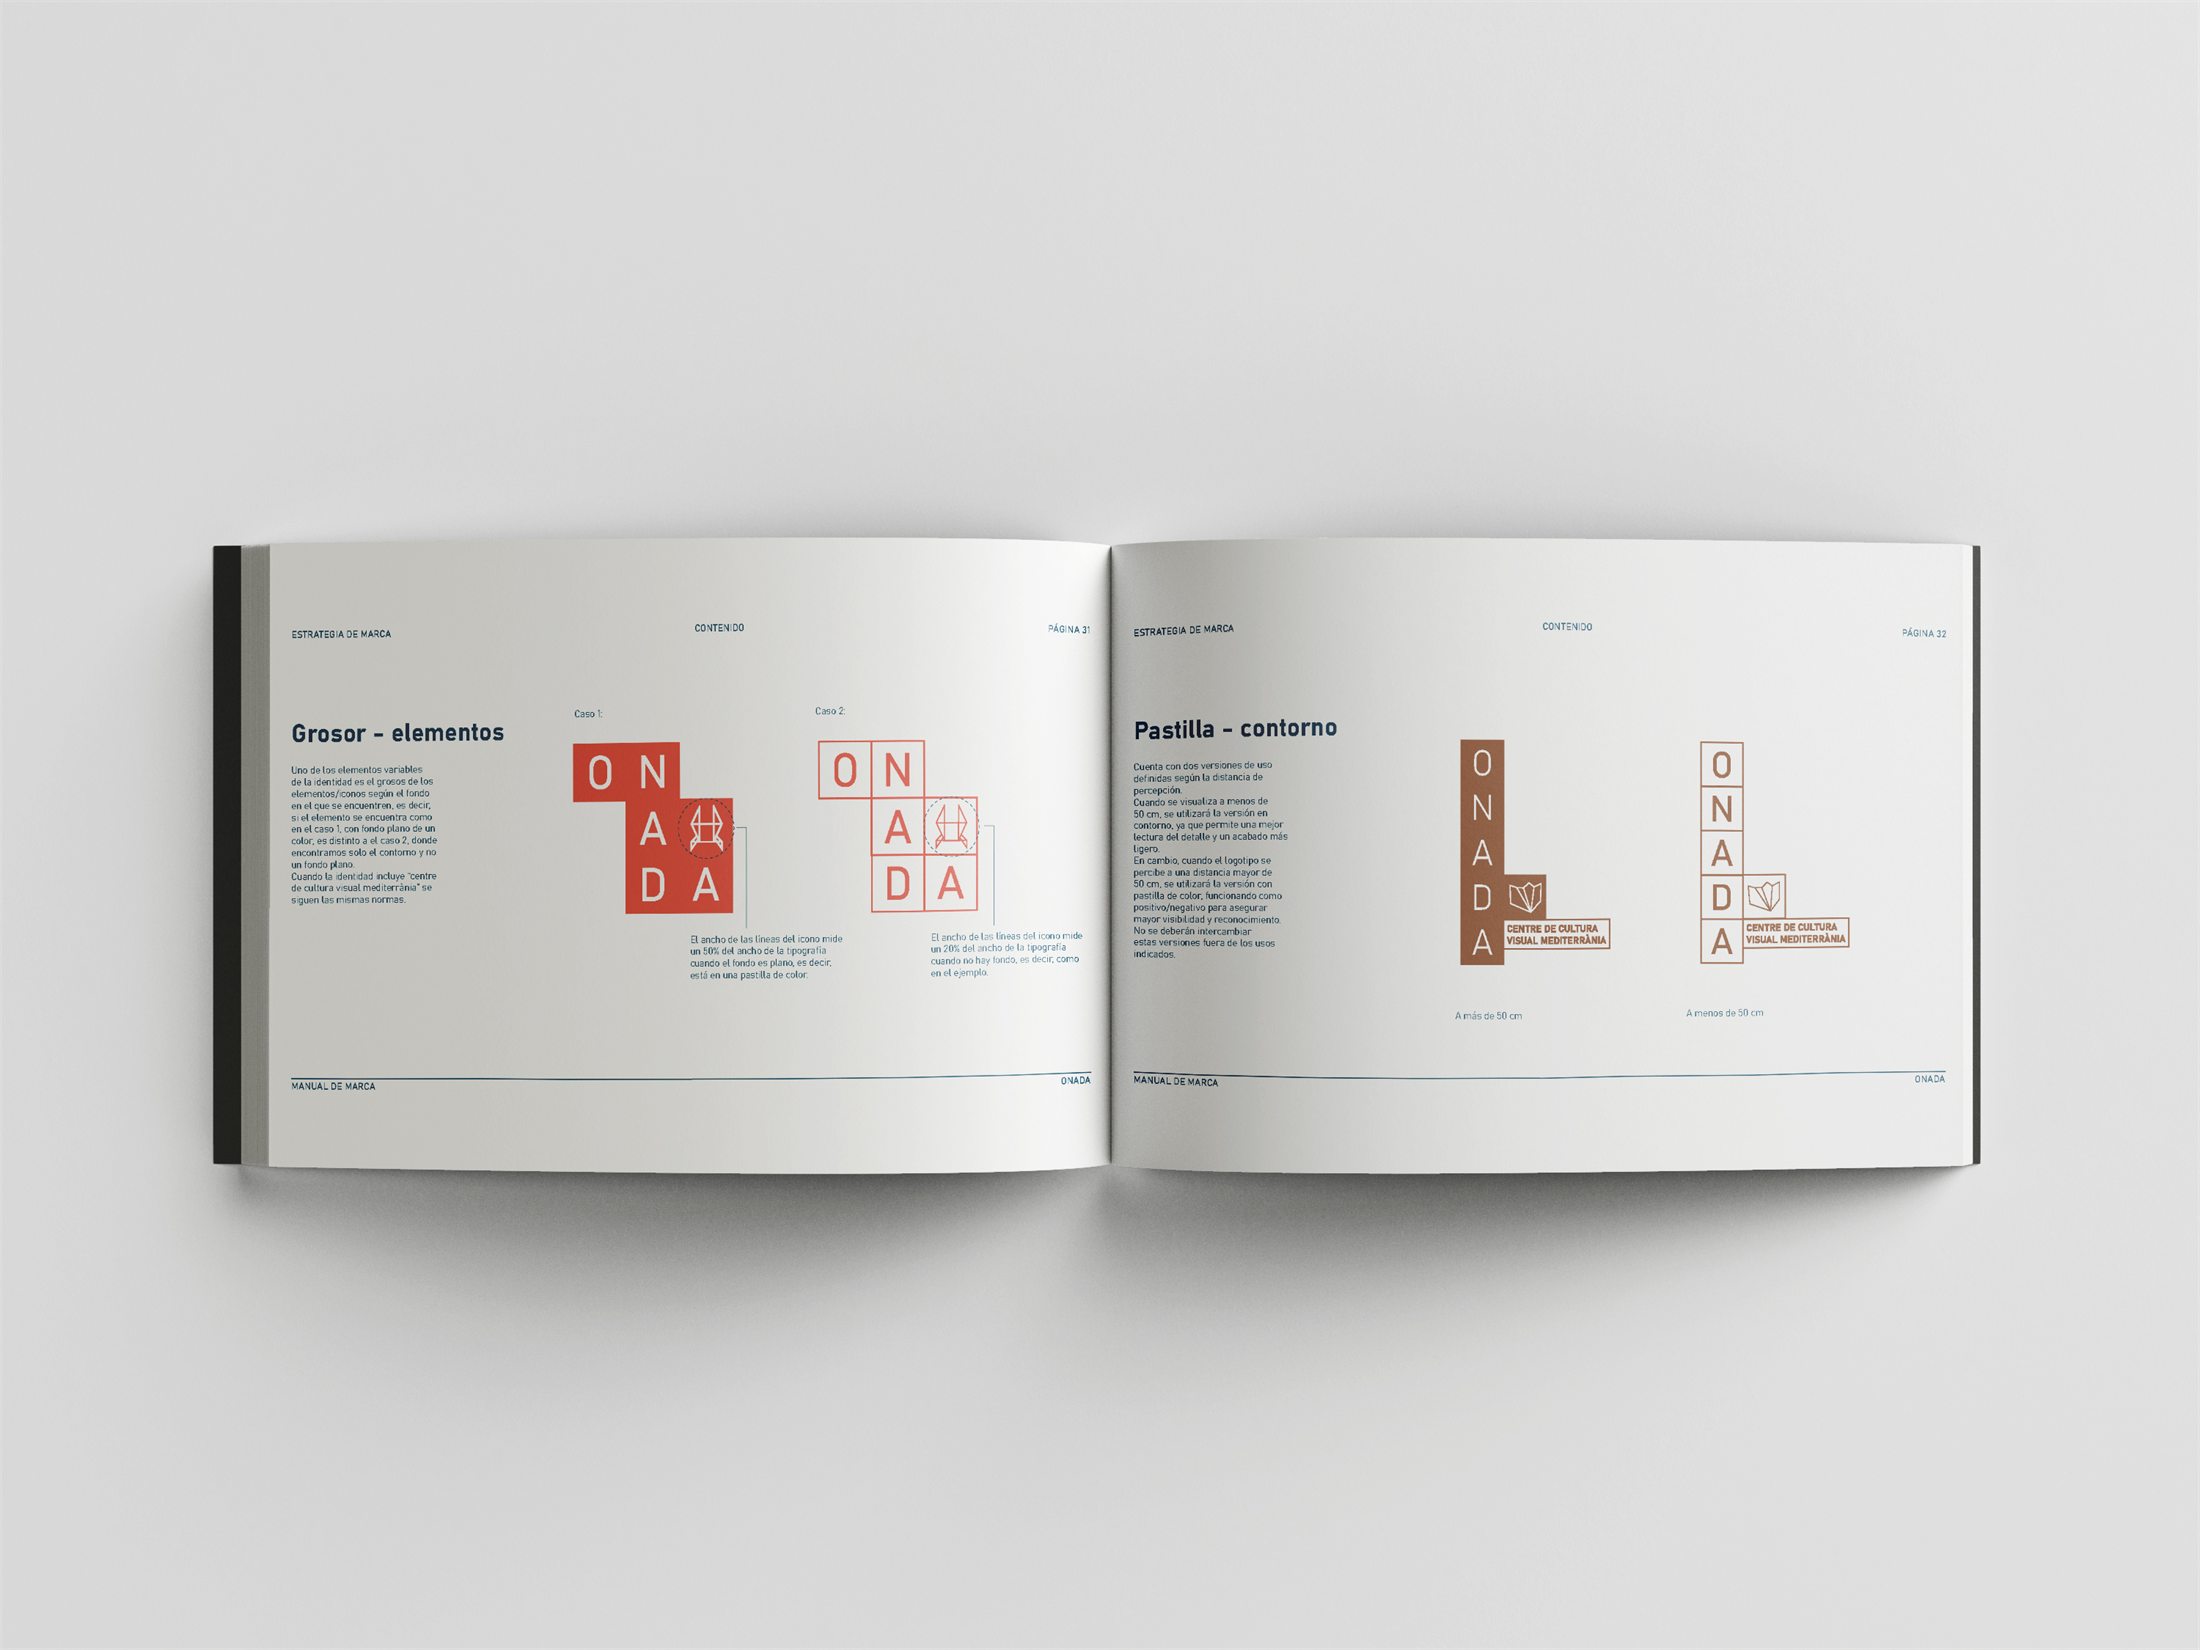 ESTRATEGIA DE MARCA
CONTENIDO
PÁGINA 31
Grosor – elementos
Uno de los elementos variables
de la identidad es el grosos de los
elementos/iconos según el fondo
en el que se encuentren, es decir,
si el elemento se encuentra como
en el caso 1, con fondo plano de un
color, es distinto a el caso 2, donde
encontramos solo el contorno y no
un fondo plano.
Cuando la identidad incluye "centre
de cultura visual mediterrània" se
siguen las mismas normas.
Caso 1:
O N
A
D A
El ancho de las líneas del icono mide
un 50% del ancho de la tipografía
cuando el fondo es plano, es decir,
está en una pastilla de color.
Caso 2:
O N
A
D A
El ancho de las líneas del icono mide
un 20% del ancho de la tipografía
cuando no hay fondo, es decir, como
en el ejemplo.
MANUAL DE MARCA
ONADA
ESTRATEGIA DE MARCA
CONTENIDO
PÁGINA 32
Pastilla – contorno
Cuenta con dos versiones de uso
definidas según la distancia de
percepción.
Cuando se visualiza a menos de
50 cm, se utilizará la versión en
contorno, ya que permite una mejor
lectura del detalle y un acabado más
ligero.
En cambio, cuando el logotipo se
percibe a una distancia mayor de
50 cm, se utilizará la versión con
pastilla de color, funcionando como
positivo/negativo para asegurar
mayor visibilidad y reconocimiento.
No se deberán intercambiar
estas versiones fuera de los usos
indicados.
O
N
A
D
A
CENTRE DE CULTURA
VISUAL MEDITERRÀNIA
A más de 50 cm
O
N
A
D
A
CENTRE DE CULTURA
VISUAL MEDITERRÀNIA
A menos de 50 cm
MANUAL DE MARCA
ONADA